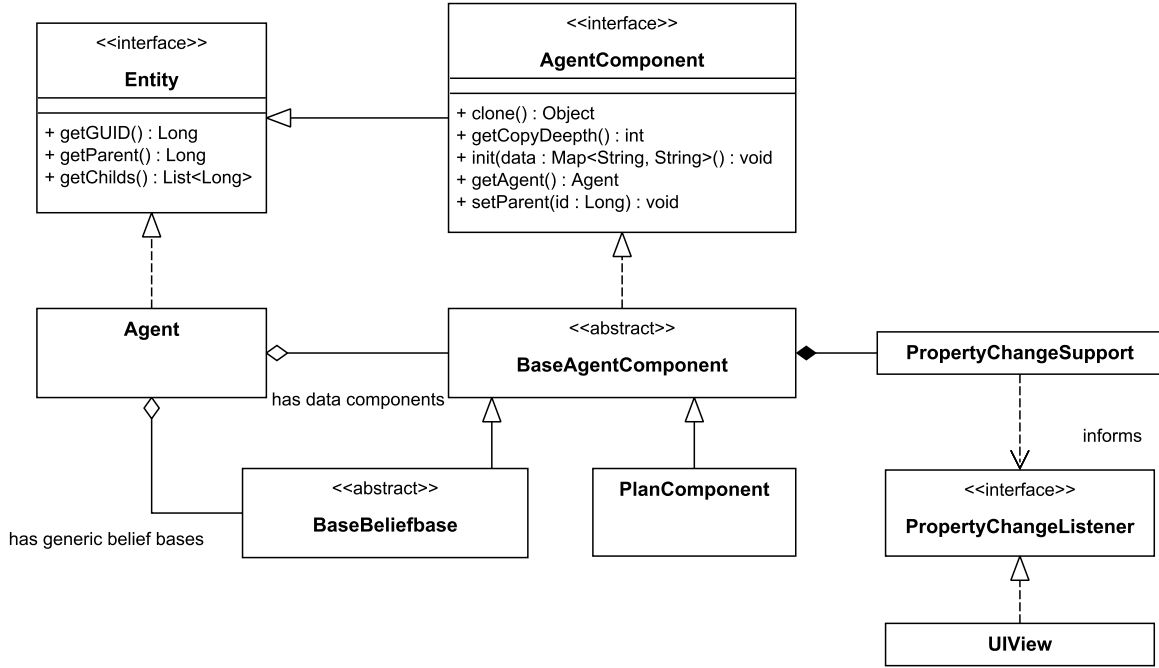 <<interface>>
Entity
+ getGUID() : Long
+ getParent() : Long
+ getChilds() : List<Long>
<<interface>>
AgentComponent
+ clone() : Object
+ getCopyDeepth() : int
+ init(data : Map<String, String>() : void
+ getAgent() : Agent
+ setParent(id : Long) : void
Agent
<<abstract>>
BaseAgentComponent
PropertyChangeSupport
has data components
informs
<<abstract>>
BaseBeliefbase
PlanComponent
<<interface>>
PropertyChangeListener
has generic belief bases
UIView